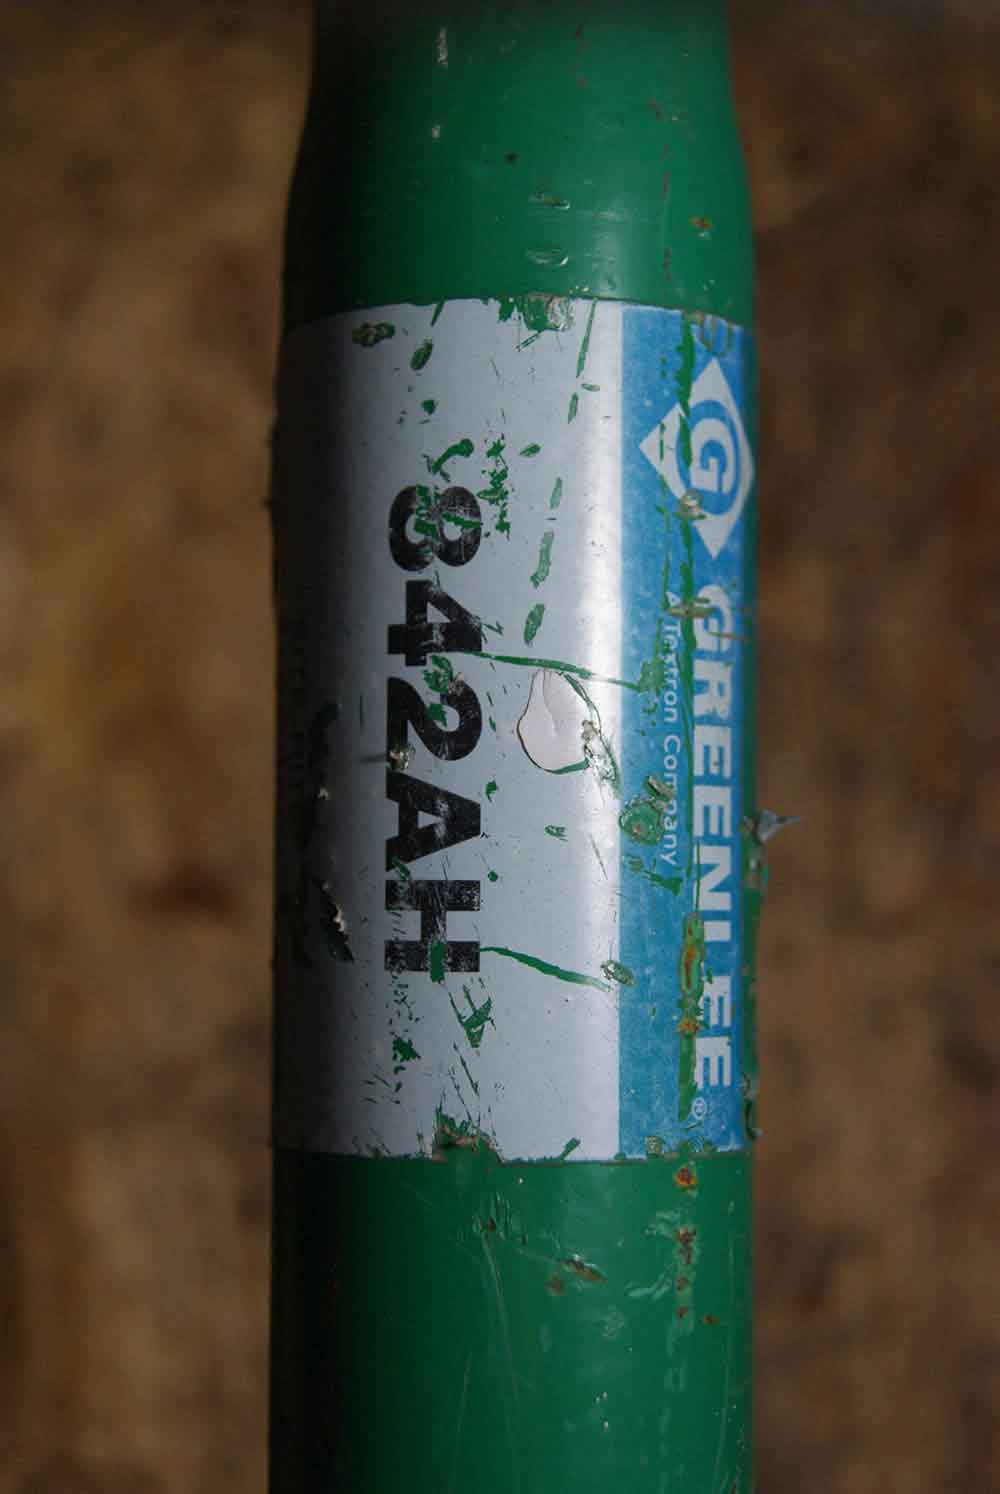 GREENLEE®
A Textron Company
842AH